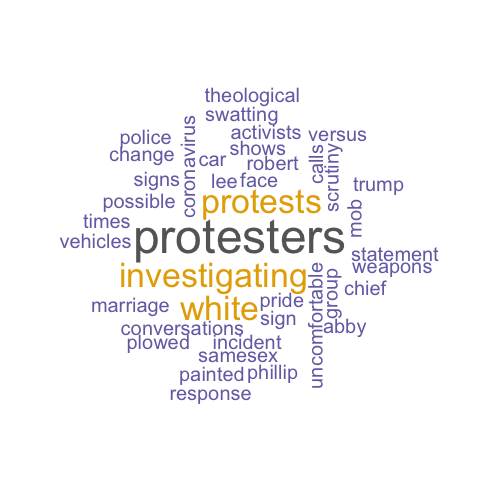 theological
swatting
activists
versus
police
coronavirus
shows
calls
change
car
robert
scrutiny
signs
lee
face
trump
possible
protests
mob
times
protesters
vehicles
statement
investigating
weapons
uncomfortable
group
chief
marriage
white
pride
sign
abby
conversations
plowed
incident
samesex
painted
phillip
response